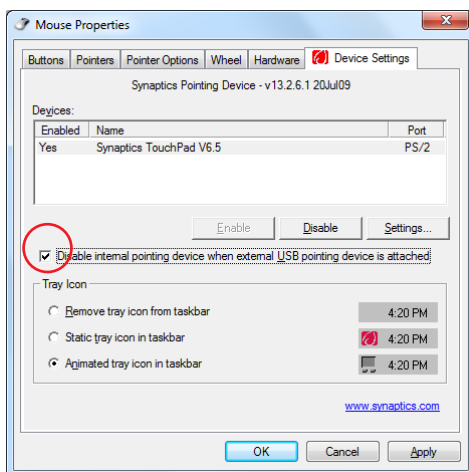 Mouse Properties
Buttons Pointers Pointer Options Wheel Hardware Device Settings
Synaptics Pointing Device - v13.2.6.1 20Jul09
Devices:
Enabled Name Port
Yes Synaptics TouchPad V6.5 PS/2
Enable Disable Settings...
Disable internal pointing device when external USB pointing device is attached
Tray Icon
Remove tray icon from taskbar 4:20 PM
Static tray icon in taskbar 4:20 PM
Animated tray icon in taskbar 4:20 PM
www.synaptics.com
OK Cancel Apply